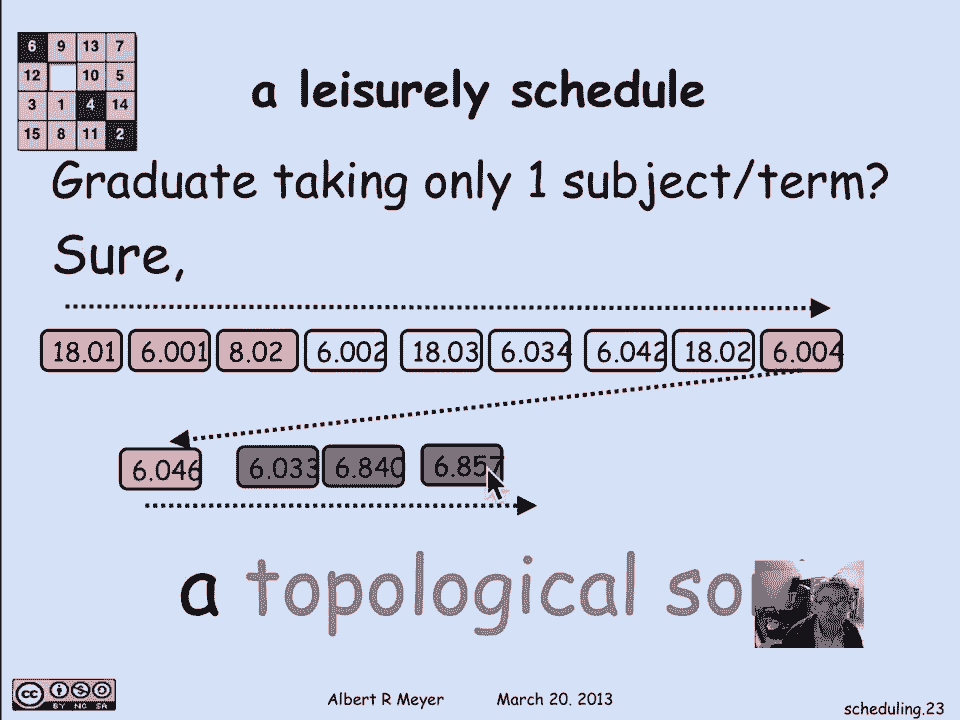 6 9 13 7
12 10 5
3 1 4 14
15 8 11 2
a leisurely schedule
Graduate taking only 1 subject/term?
Sure,
18.01 6.001 8.02 6.002 18.03 6.034 6.042 18.02 6.004
6.046 6.033 6.840 6.857
a topological
cc BY NC SA
Albert R Meyer March 20. 2013
scheduling.23